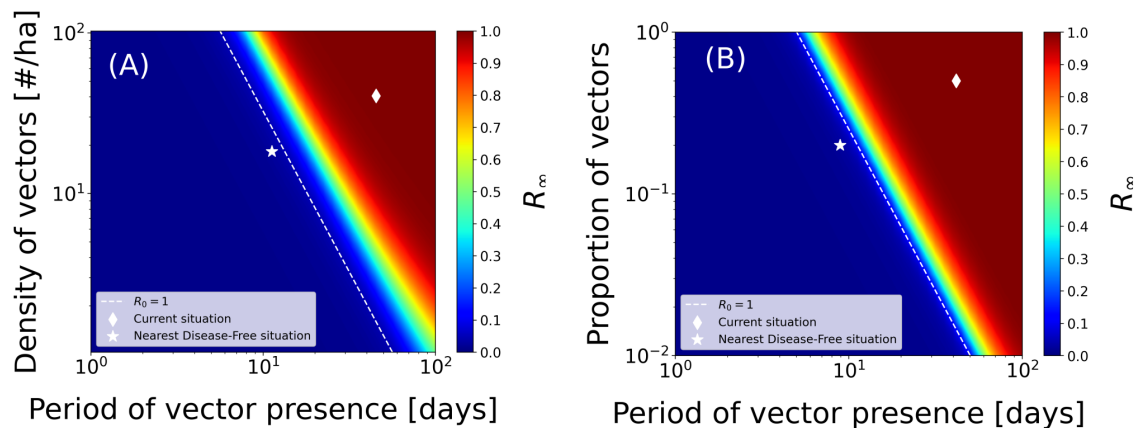 (A)
Density of vectors [#/ha]
10²
10¹
R₀ = 1
Current situation
Nearest Disease-Free situation
10⁰
10¹
10²
Period of vector presence [days]
1.0
0.9
0.8
0.7
0.6
0.5
0.4
0.3
0.2
0.1
0.0
R∞
(B)
Proportion of vectors
10⁰
10⁻¹
10⁻²
R₀ = 1
Current situation
Nearest Disease-Free situation
10⁰
10¹
10²
Period of vector presence [days]
1.0
0.9
0.8
0.7
0.6
0.5
0.4
0.3
0.2
0.1
0.0
R∞